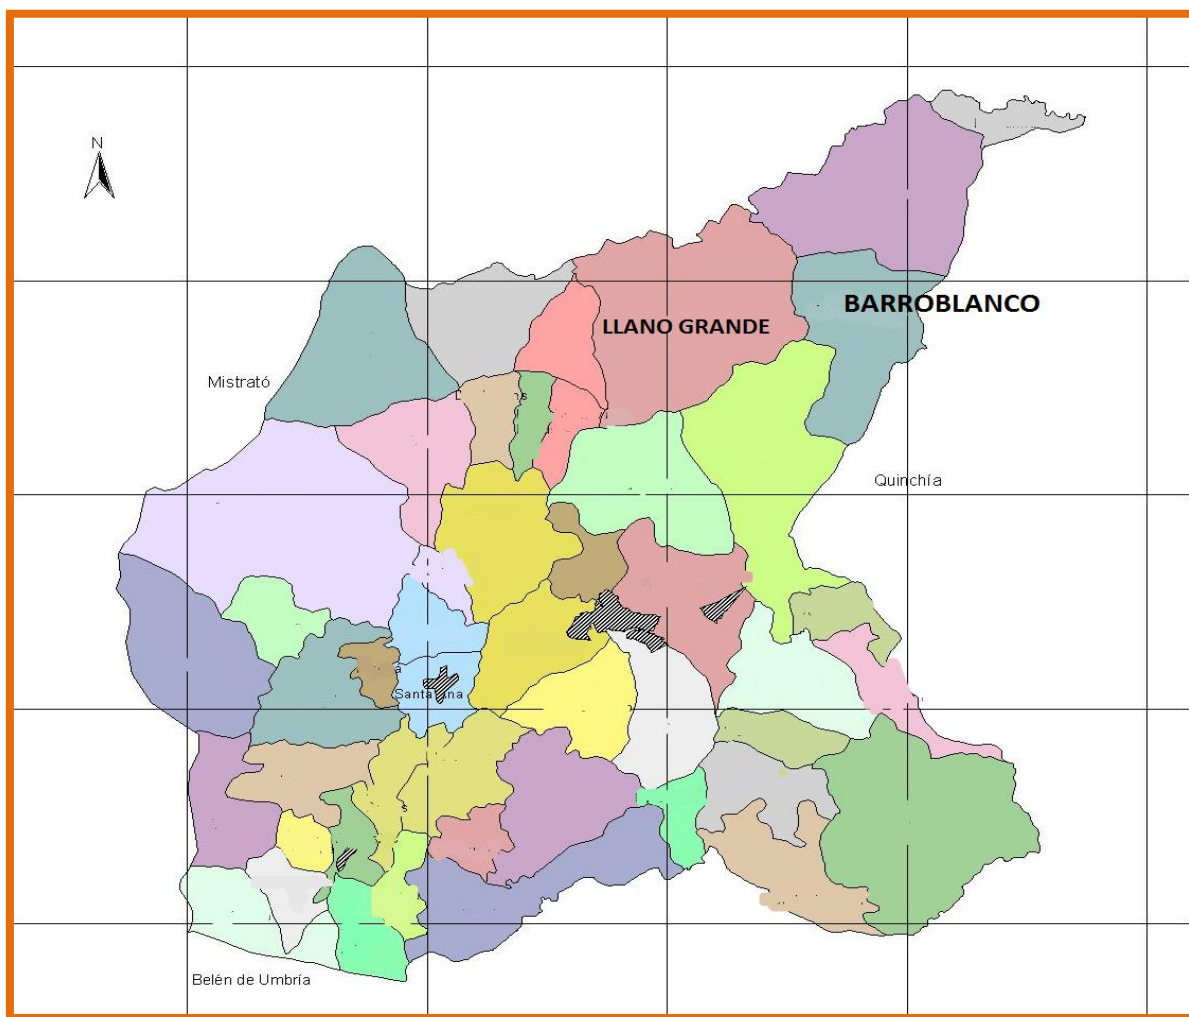 N
BARROBLANCO
LLANO GRANDE
Mistrató
Quinchía
Belén de Umbría